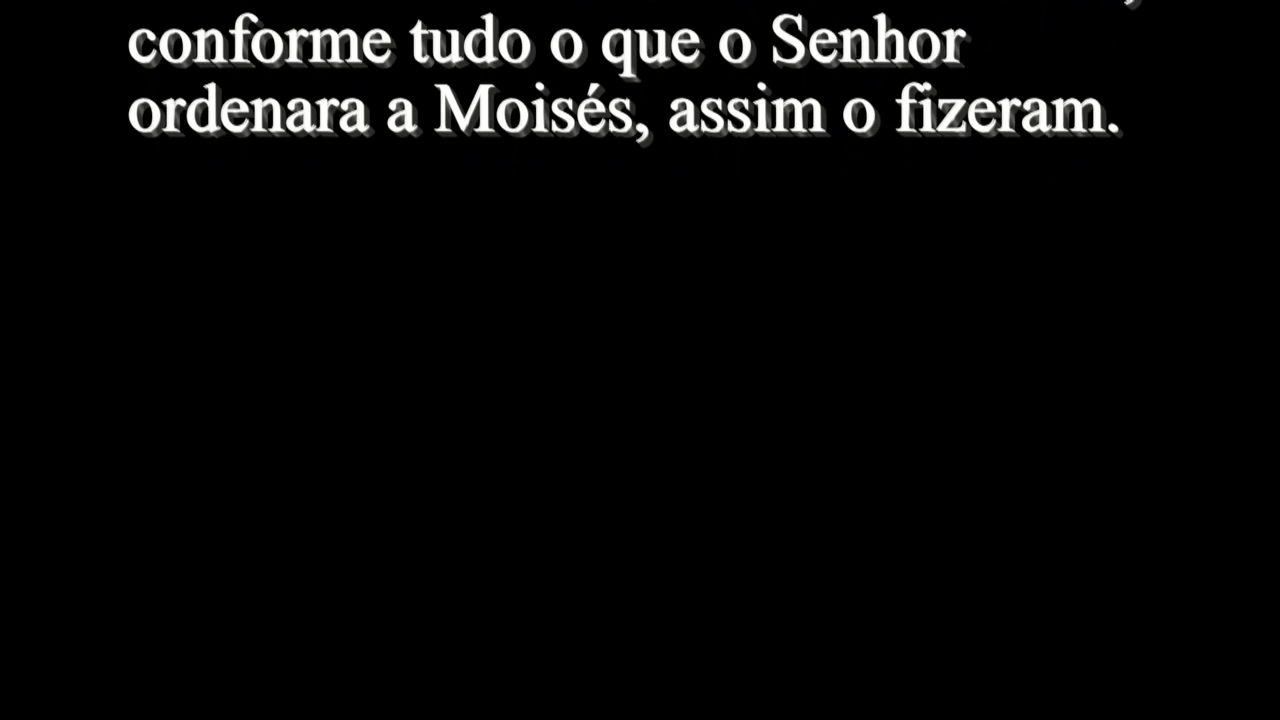 conforme tudo o que o Senhor
ordenara a Moisés, assim o fizeram.